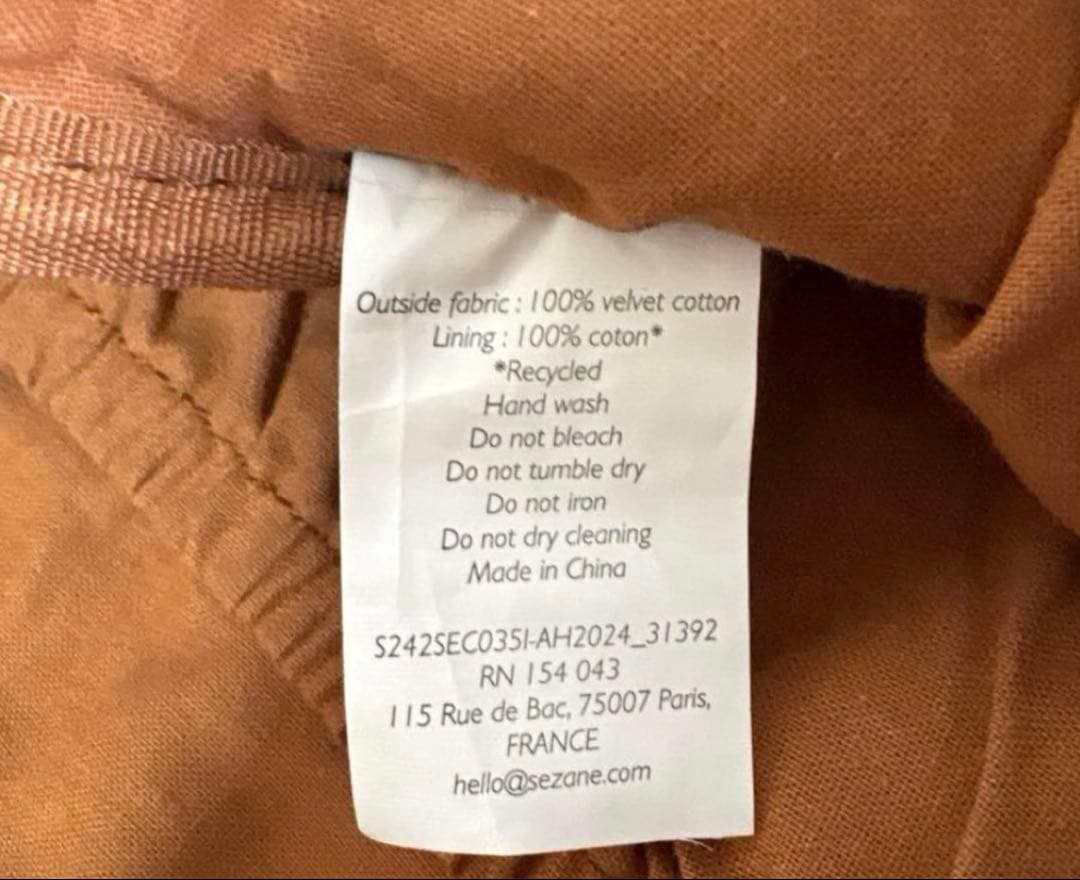 Outside fabric : 100% velvet cotton
Lining : 100% coton*
*Recycled
Hand wash
Do not bleach
Do not tumble dry
Do not iron
Do not dry cleaning
Made in China
S242SEC035I-AH2024_31392
RN 154 043
115 Rue de Bac, 75007 Paris,
FRANCE
hello@sezane.com